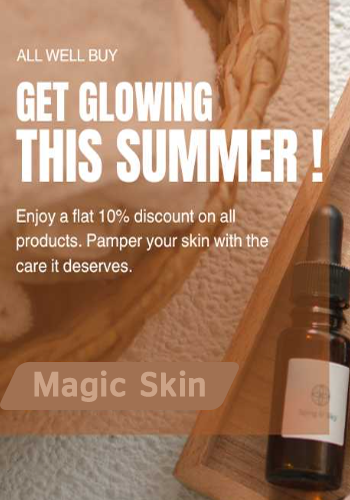 ALL WELL BUY
GET GLOWING
THIS SUMMER !
Enjoy a flat 10% discount on all
products. Pamper your skin with the
care it deserves.
Magic Skin